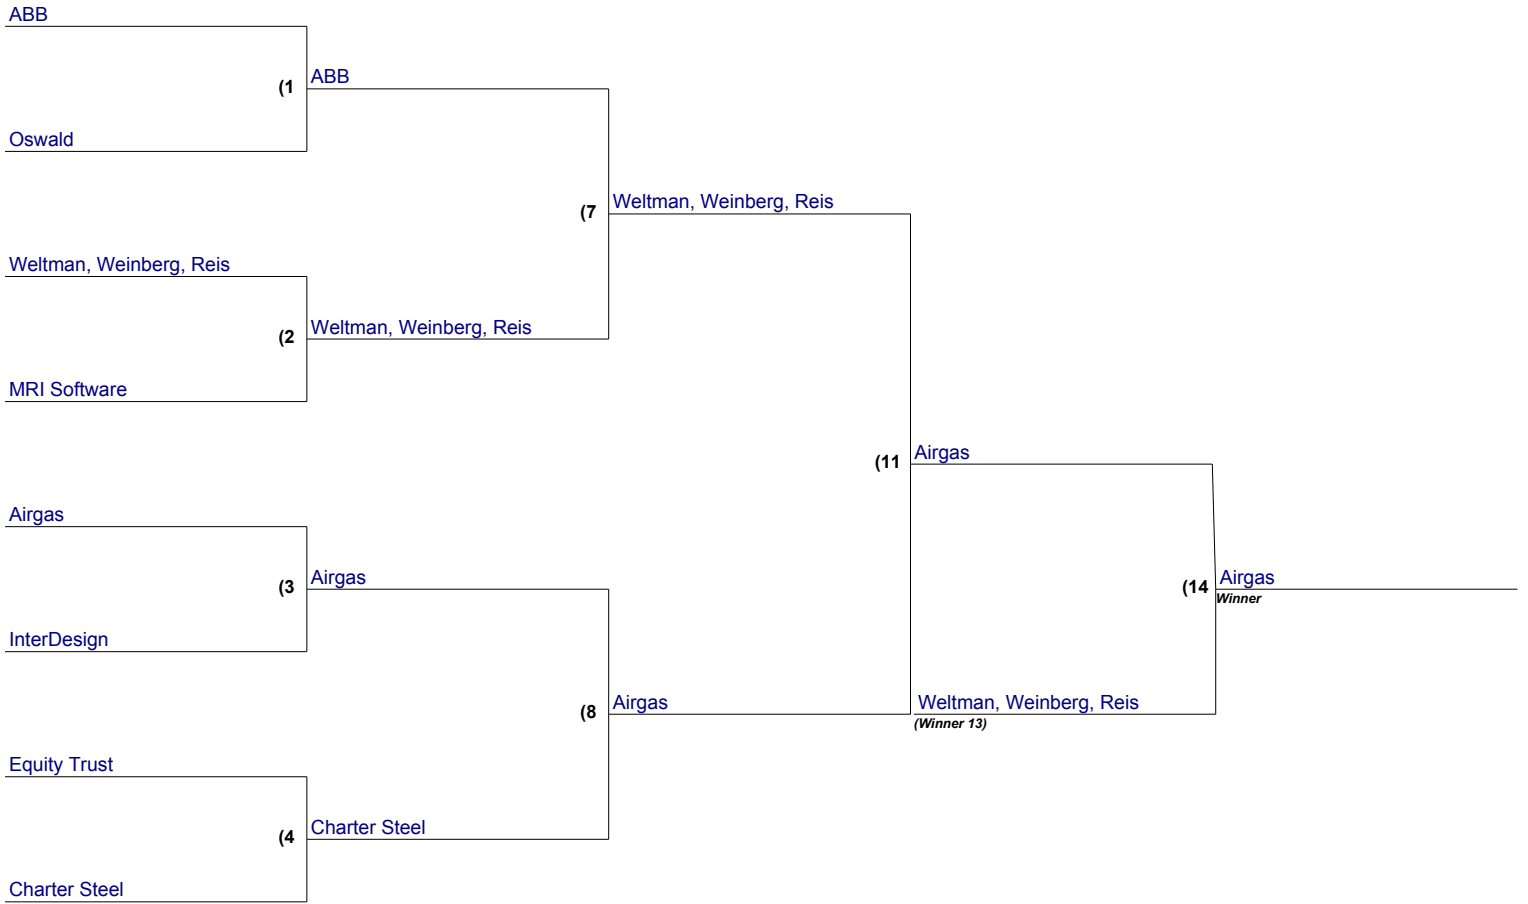 ABB
(1
ABB
Oswald
(7
Weltman, Weinberg, Reis
Weltman, Weinberg, Reis
(2
Weltman, Weinberg, Reis
MRI Software
(11
Airgas
Airgas
(3
Airgas
(14
Airgas
Winner
InterDesign
(8
Airgas
Weltman, Weinberg, Reis
(Winner 13)
Equity Trust
(4
Charter Steel
Charter Steel